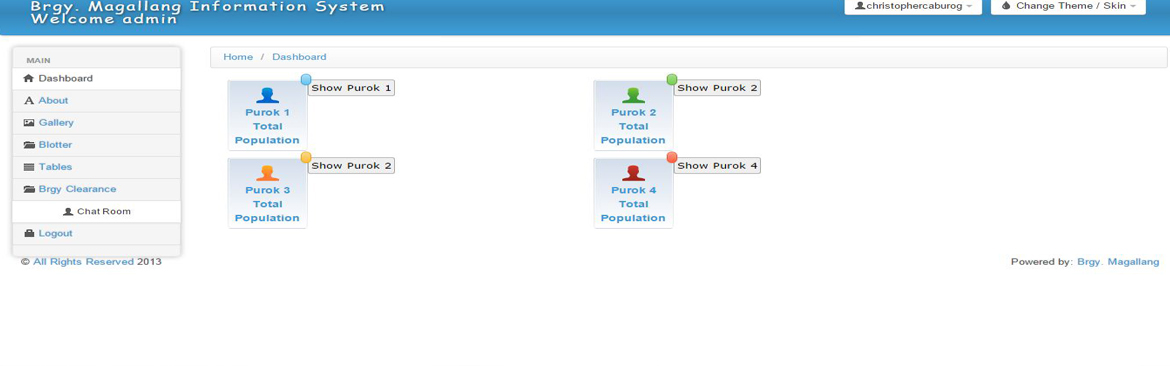 Brgy. Magallang Information System
Welcome admin
christophercaburog
Change Theme / Skin
MAIN
Dashboard
About
Gallery
Blotter
Tables
Brgy Clearance
Chat Room
Logout
Home / Dashboard
Purok 1
Total
Population
Show Purok 1
Purok 2
Total
Population
Show Purok 2
Purok 3
Total
Population
Show Purok 2
Purok 4
Total
Population
Show Purok 4
© All Rights Reserved 2013
Powered by: Brgy. Magallang